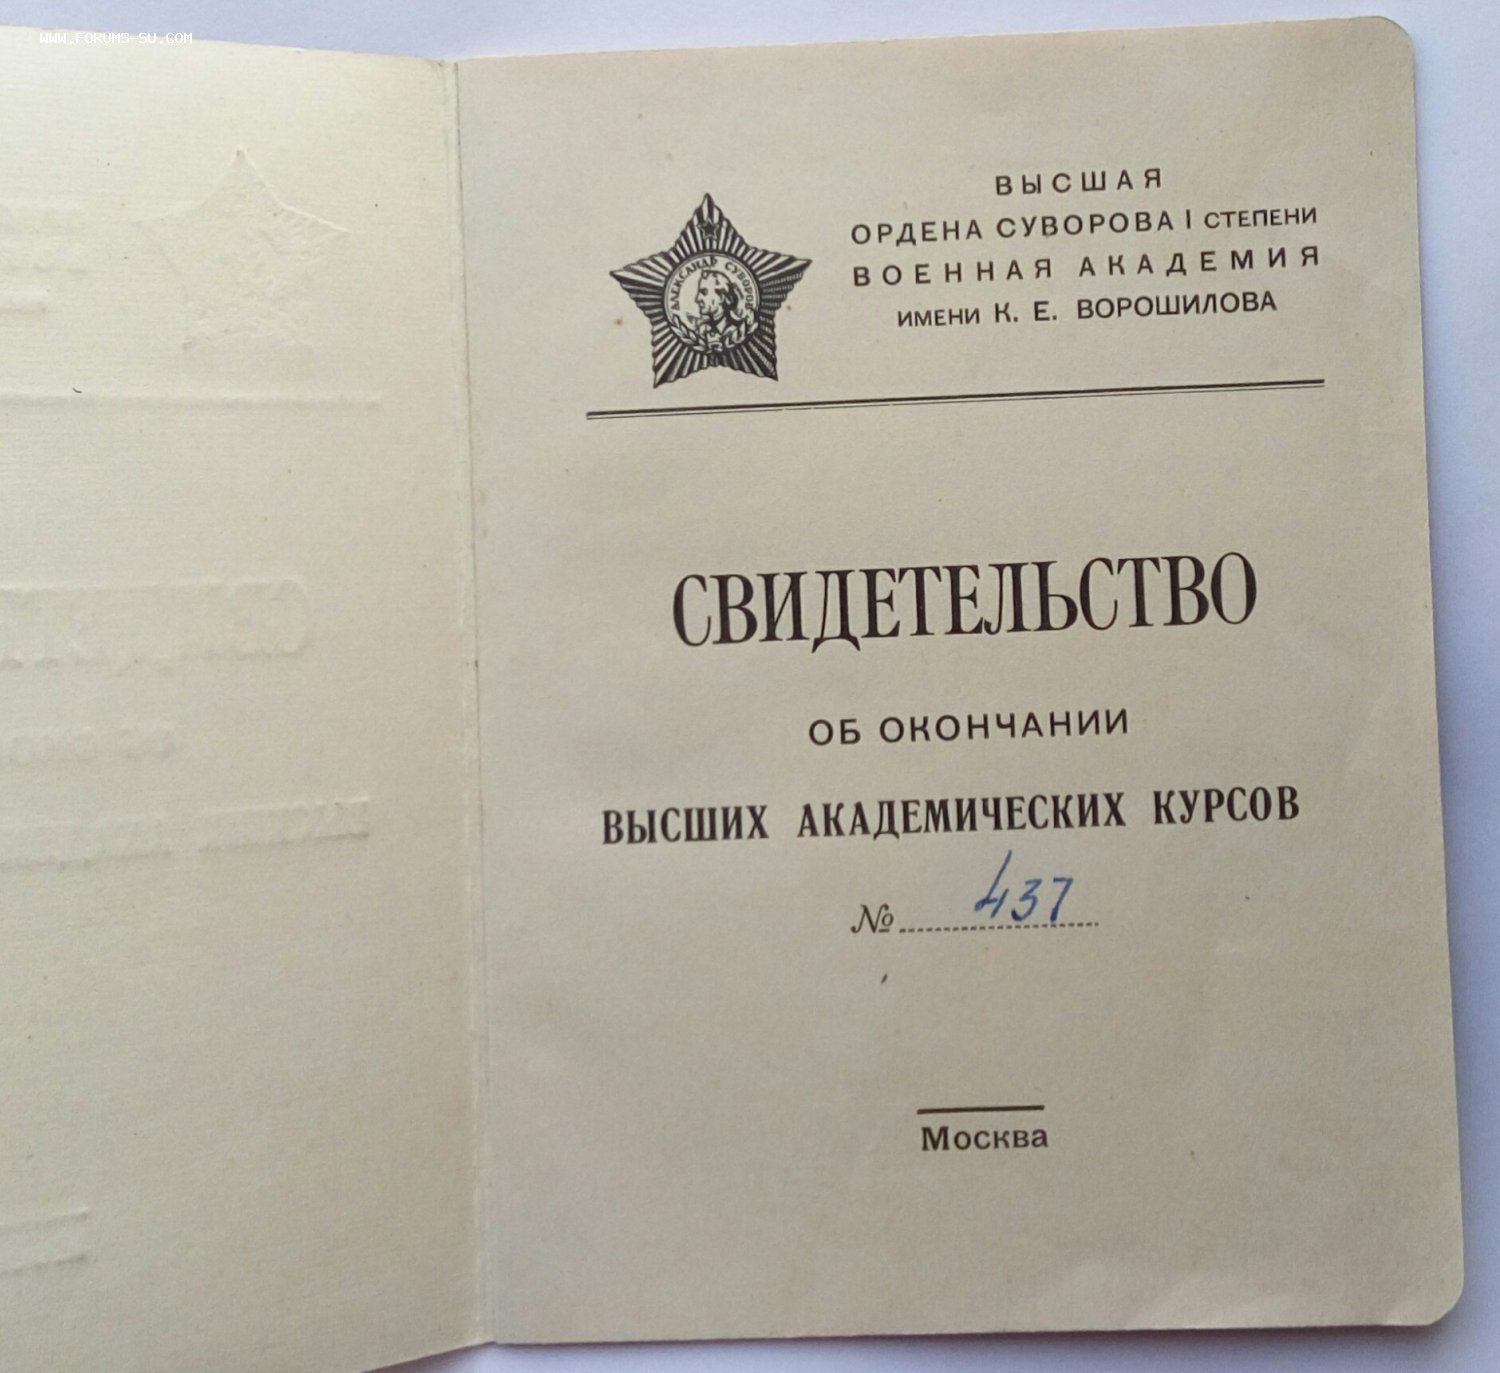 WWW.FORUMS-SU.COM
ВЫСШАЯ
ОРДЕНА СУВОРОВА I СТЕПЕНИ
ВОЕННАЯ АКАДЕМИЯ
ИМЕНИ К. Е. ВОРОШИЛОВА
АЛЕКСАНДР СУВОРОВ
СВИДЕТЕЛЬСТВО
ОБ ОКОНЧАНИИ
ВЫСШИХ АКАДЕМИЧЕСКИХ КУРСОВ
№ 437
Москва